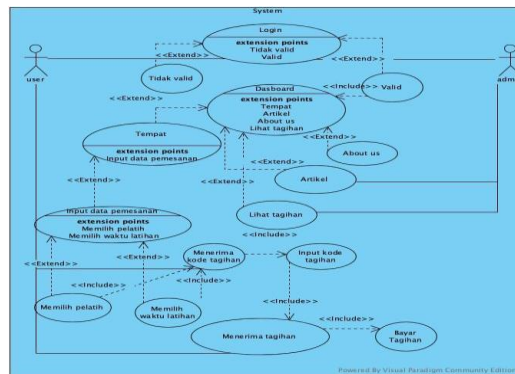 System
Login
extension points
Tidak valid
Valid
<<Extend>>
<<Extend>>
user
Tidak valid
<<Include>>
Valid
adm
<<Extend>>
Dasboard
extension points
Tempat
Artikel
About us
Lihat tagihan
<<Extend>>
Tempat
extension points
Input data pemesanan
<<Extend>>
About us
<<Extend>>
<<Extend>>
<<Extend>>
Artikel
Input data pemesanan
extension points
Memilih pelatih
Memilih waktu latihan
Lihat tagihan
<<Include>>
<<Extend>>
<<Extend>>
Menerima
kode tagihan
Input kode
tagihan
<<Include>>
<<Include>>
Memilih pelatih
Memilih
waktu latihan
<<Include>>
Menerima tagihan
<<Include>>
Bayar
Tagihan
Powered By Visual Paradigm Community Edition